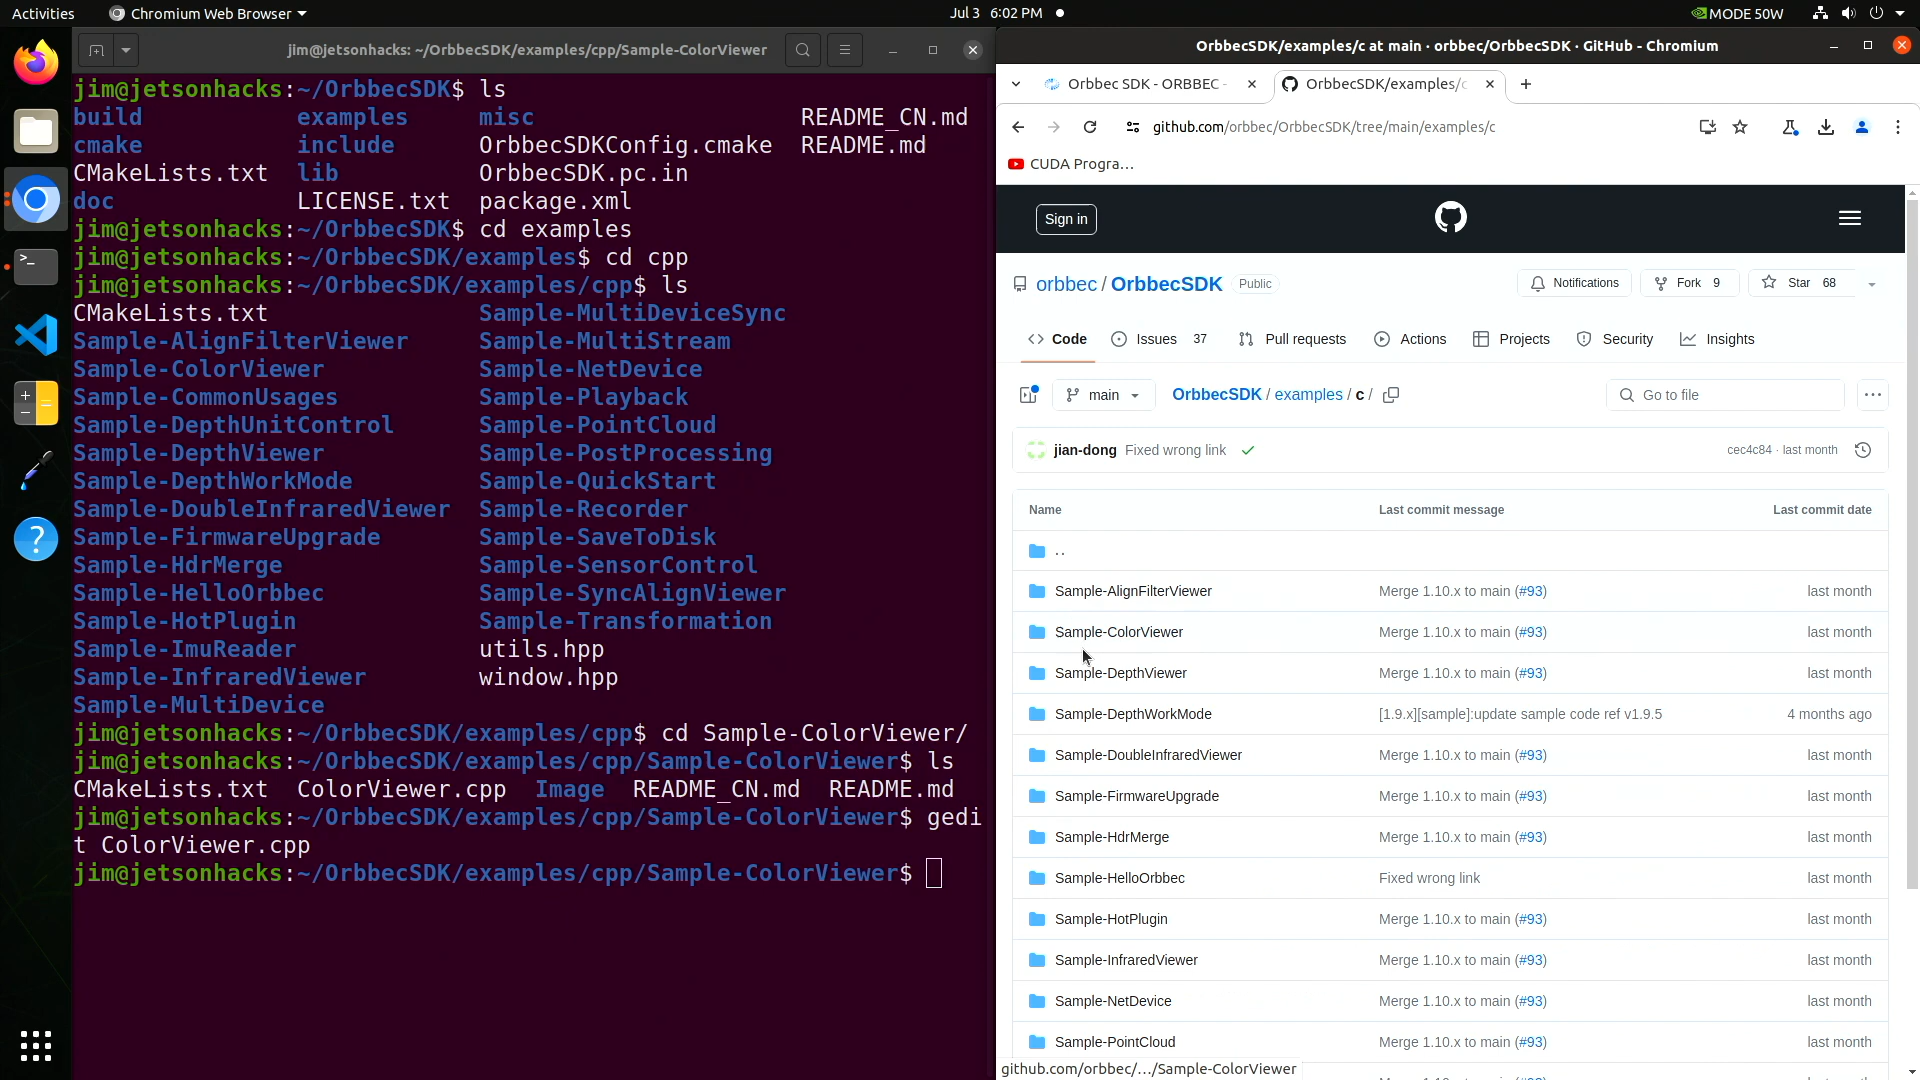 Activities
Chromium Web Browser
Jul 3 6:02 PM
MODE 50W
jim@jetsonhacks: ~/OrbbecSDK/examples/cpp/Sample-ColorViewer
jim@jetsonhacks:~/OrbbecSDK$ ls
build examples misc README_CN.md
cmake include OrbbecSDKConfig.cmake README.md
CMakeLists.txt lib OrbbecSDK.pc.in
doc LICENSE.txt package.xml
jim@jetsonhacks:~/OrbbecSDK$ cd examples
jim@jetsonhacks:~/OrbbecSDK/examples$ cd cpp
jim@jetsonhacks:~/OrbbecSDK/examples/cpp$ ls
CMakeLists.txt Sample-MultiDeviceSync
Sample-AlignFilterViewer Sample-MultiStream
Sample-ColorViewer Sample-NetDevice
Sample-CommonUsages Sample-Playback
Sample-DepthUnitControl Sample-PointCloud
Sample-DepthViewer Sample-PostProcessing
Sample-DepthWorkMode Sample-QuickStart
Sample-DoubleInfraredViewer Sample-Recorder
Sample-FirmwareUpgrade Sample-SaveToDisk
Sample-HdrMerge Sample-SensorControl
Sample-HelloOrbbec Sample-SyncAlignViewer
Sample-HotPlugin Sample-Transformation
Sample-ImuReader utils.hpp
Sample-InfraredViewer window.hpp
Sample-MultiDevice
jim@jetsonhacks:~/OrbbecSDK/examples/cpp$ cd Sample-ColorViewer/
jim@jetsonhacks:~/OrbbecSDK/examples/cpp/Sample-ColorViewer$ ls
CMakeLists.txt ColorViewer.cpp Image README_CN.md README.md
jim@jetsonhacks:~/OrbbecSDK/examples/cpp/Sample-ColorViewer$ gedi
t ColorViewer.cpp
jim@jetsonhacks:~/OrbbecSDK/examples/cpp/Sample-ColorViewer$
OrbbecSDK/examples/c at main · orbbec/OrbbecSDK · GitHub - Chromium
Orbbec SDK - ORBBEC -
OrbbecSDK/examples/c
github.com/orbbec/OrbbecSDK/tree/main/examples/c
CUDA Progra…
Sign in
orbbec / OrbbecSDK Public
Notifications Fork 9 Star 68
Code Issues 37 Pull requests Actions Projects Security Insights
main OrbbecSDK / examples / c / Go to file
jian-dong Fixed wrong link cec4c84 · last month
Name Last commit message Last commit date
..
Sample-AlignFilterViewer Merge 1.10.x to main (#93) last month
Sample-ColorViewer Merge 1.10.x to main (#93) last month
Sample-DepthViewer Merge 1.10.x to main (#93) last month
Sample-DepthWorkMode [1.9.x][sample]:update sample code ref v1.9.5 4 months ago
Sample-DoubleInfraredViewer Merge 1.10.x to main (#93) last month
Sample-FirmwareUpgrade Merge 1.10.x to main (#93) last month
Sample-HdrMerge Merge 1.10.x to main (#93) last month
Sample-HelloOrbbec Fixed wrong link last month
Sample-HotPlugin Merge 1.10.x to main (#93) last month
Sample-InfraredViewer Merge 1.10.x to main (#93) last month
Sample-NetDevice Merge 1.10.x to main (#93) last month
Sample-PointCloud Merge 1.10.x to main (#93) last month
github.com/orbbec/…/Sample-ColorViewer